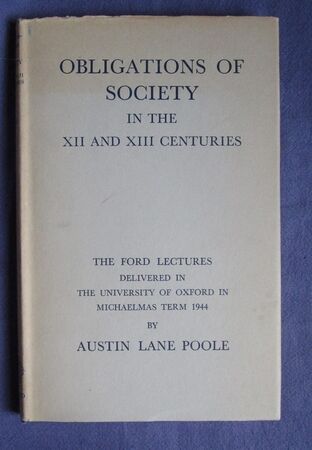 OBLIGATIONS OF
SOCIETY
IN THE
XII AND XIII CENTURIES
THE FORD LECTURES
DELIVERED IN
THE UNIVERSITY OF OXFORD IN
MICHAELMAS TERM 1944
BY
AUSTIN LANE POOLE